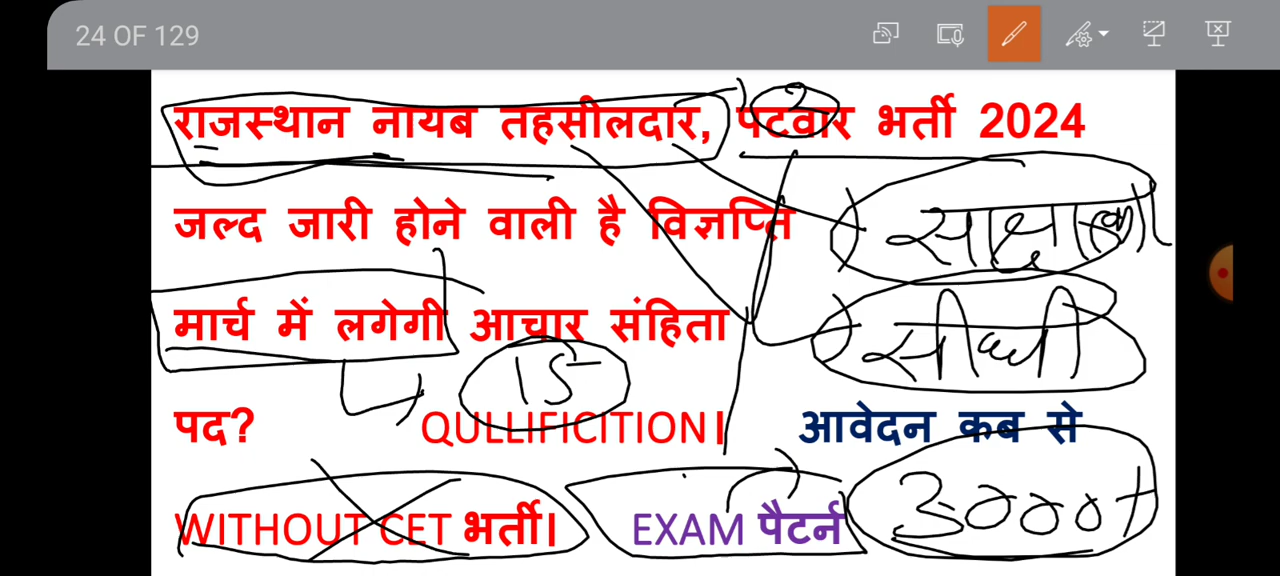 24 OF 129
राजस्थान नायब तहसीलदार, पटवार भर्ती 2024
जल्द जारी होने वाली है विज्ञप्ति
मार्च में लगेगी आचार संहिता
15
पद? QULLIFICITION| आवेदन कब से
WITHOUT CET भर्ती| EXAM पैटर्न 3000+